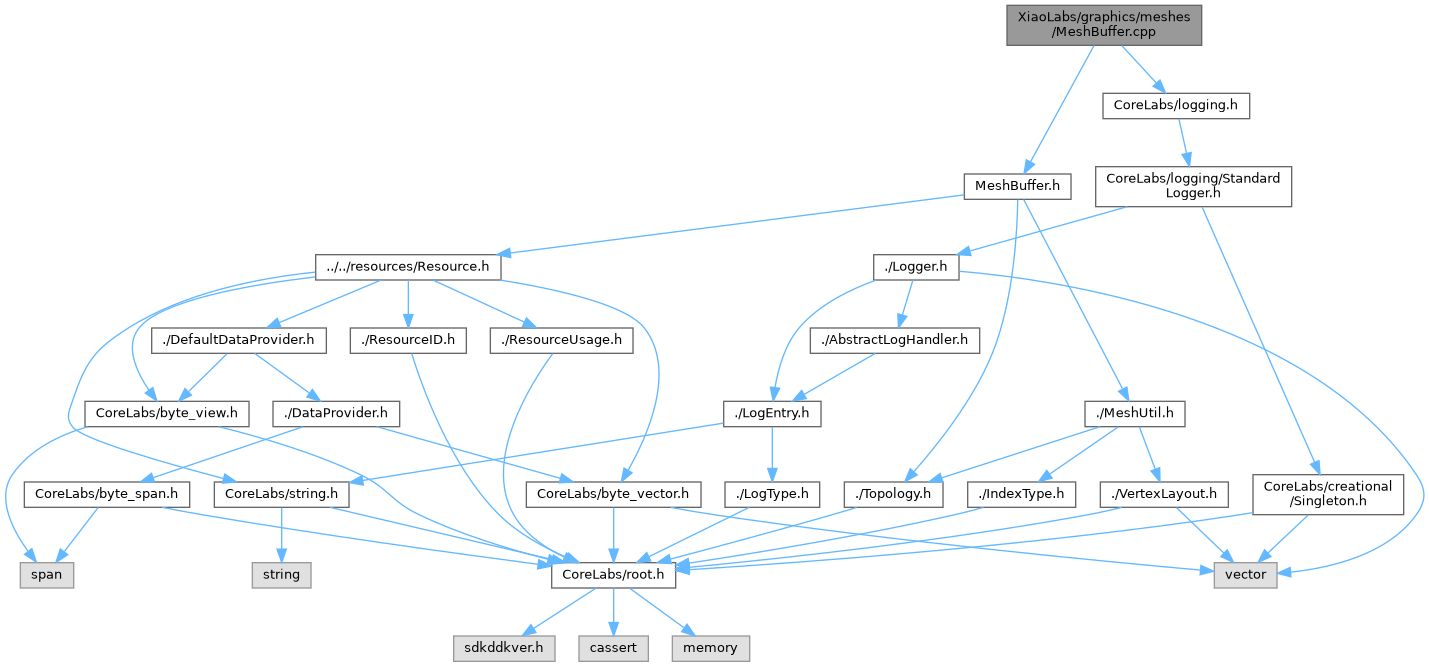 XiaoLabs/graphics/meshes
/MeshBuffer.cpp
CoreLabs/logging.h
MeshBuffer.h
CoreLabs/logging/Standard
Logger.h
../../resources/Resource.h
./Logger.h
./DefaultDataProvider.h
./ResourceID.h
./ResourceUsage.h
./AbstractLogHandler.h
CoreLabs/byte_view.h
./DataProvider.h
./LogEntry.h
./MeshUtil.h
CoreLabs/byte_span.h
CoreLabs/string.h
CoreLabs/byte_vector.h
./LogType.h
./Topology.h
./IndexType.h
./VertexLayout.h
CoreLabs/creational
/Singleton.h
span
string
CoreLabs/root.h
vector
sdkddkver.h
cassert
memory